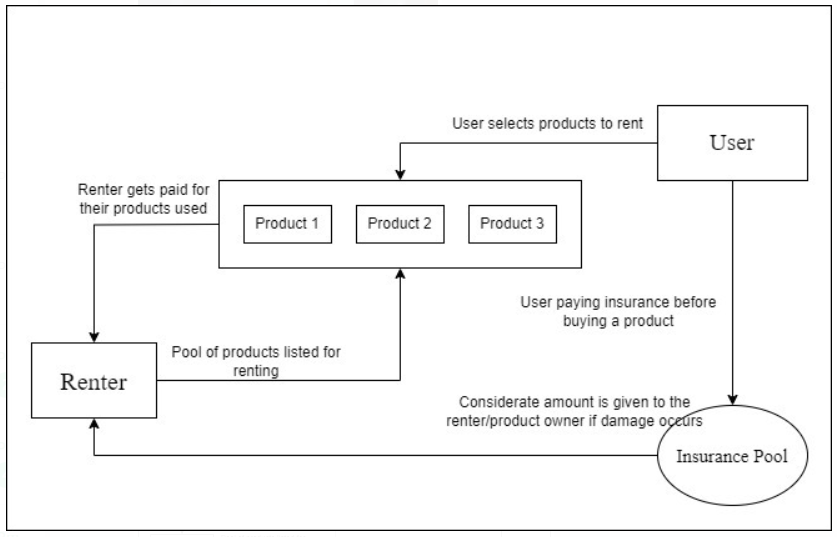 User selects products to rent
User
Renter gets paid for
their products used
Product 1
Product 2
Product 3
User paying insurance before
buying a product
Pool of products listed for
renting
Renter
Considerate amount is given to the
renter/product owner if damage occurs
Insurance Pool